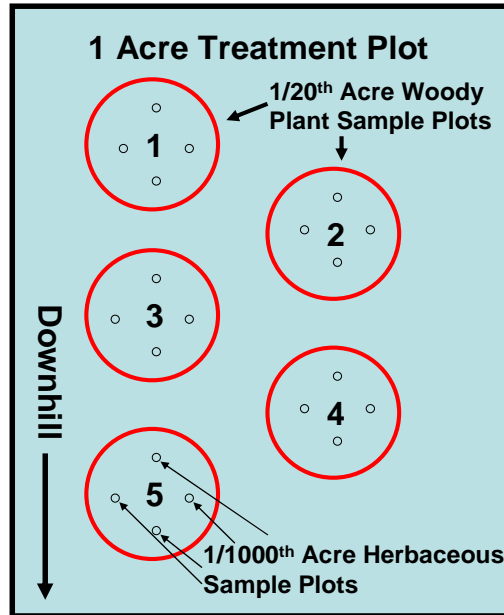 1 Acre Treatment Plot
1/20th Acre Woody
Plant Sample Plots
1
2
3
4
5
Downhill
1/1000th Acre Herbaceous
Sample Plots